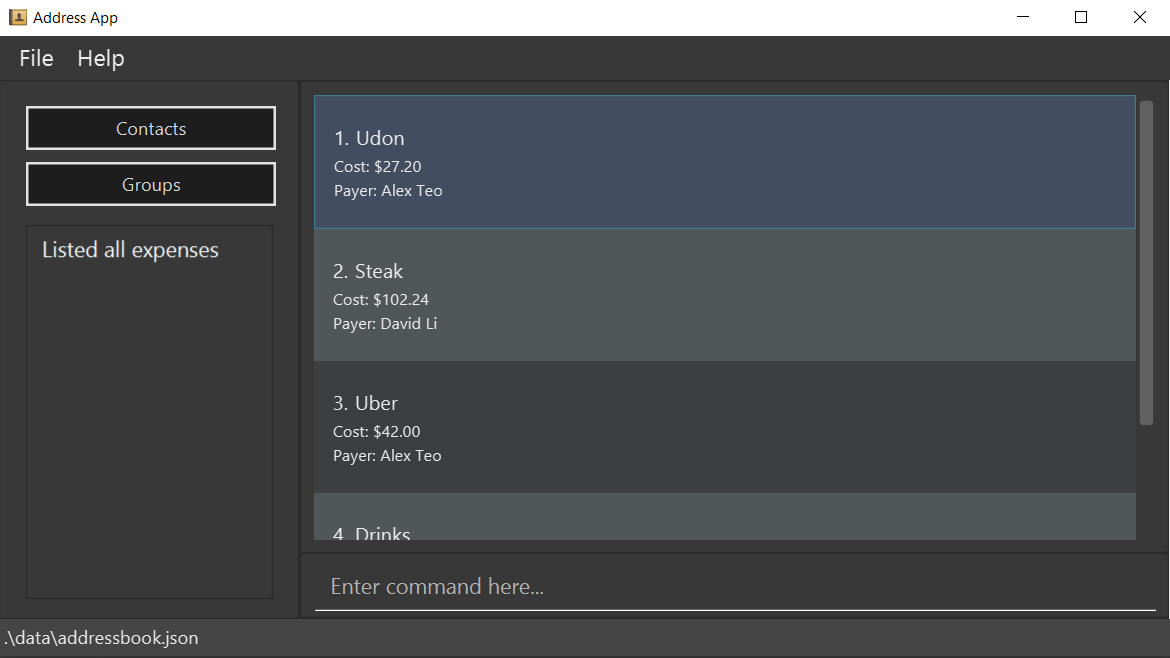 Address App
File Help
Contacts
Groups
Listed all expenses
1. Udon
Cost: $27.20
Payer: Alex Teo
2. Steak
Cost: $102.24
Payer: David Li
3. Uber
Cost: $42.00
Payer: Alex Teo
4. Drinks
Enter command here...
.\data\addressbook.json